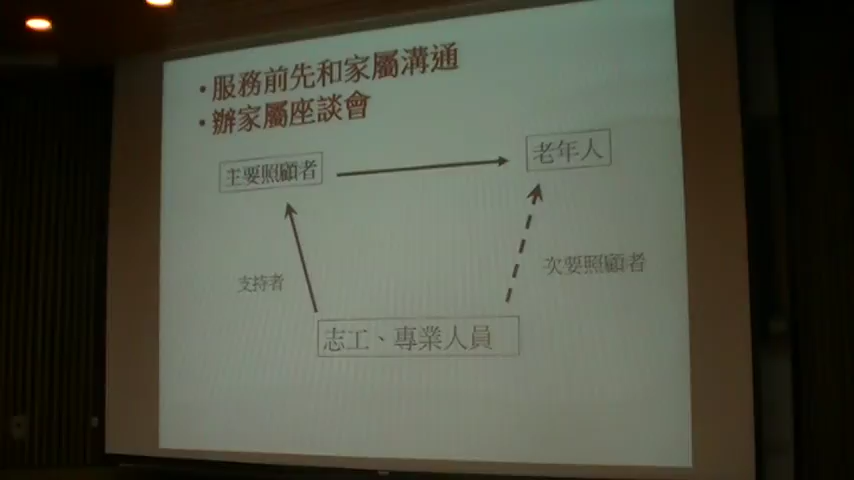 •服務前先和家屬溝通
•辦家屬座談會
主要照顧者
老年人
支持者
次要照顧者
志工、專業人員